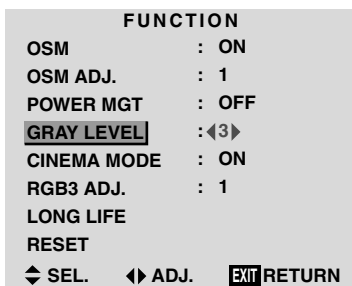 FUNCTION
OSM : ON
OSM ADJ. : 1
POWER MGT : OFF
GRAY LEVEL : 3
CINEMA MODE : ON
RGB3 ADJ. : 1
LONG LIFE
RESET
SEL. ADJ. EXIT RETURN